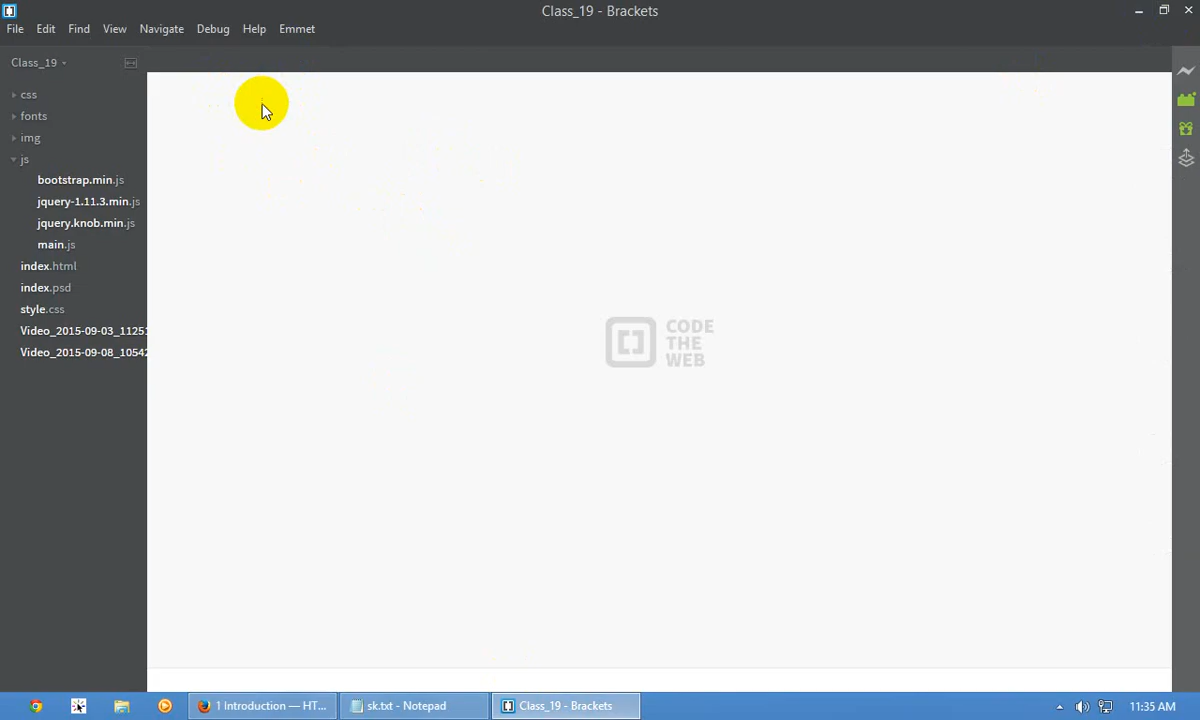 Class_19 - Brackets
File Edit Find View Navigate Debug Help Emmet
Class_19
css
fonts
img
js
bootstrap.min.js
jquery-1.11.3.min.js
jquery.knob.min.js
main.js
index.html
index.psd
style.css
Video_2015-09-03_11251
Video_2015-09-08_10542
CODE
THE
WEB
1 Introduction — HT... sk.txt - Notepad Class_19 - Brackets 11:35 AM